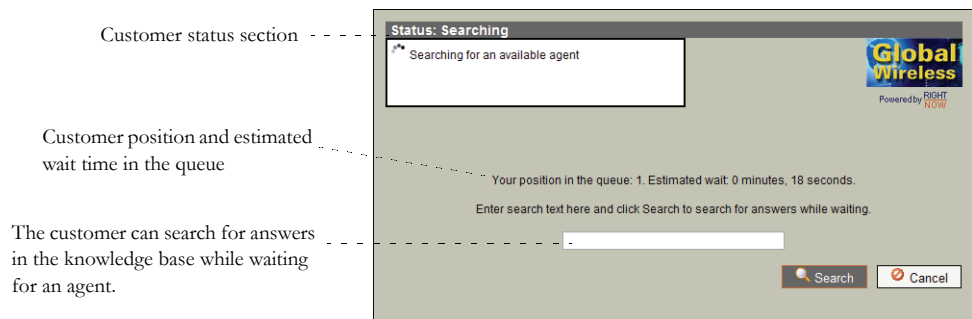 Customer status section
Status: Searching
Searching for an available agent
Global
Wireless
Powered by RIGHT
NOW
Customer position and estimated
wait time in the queue
Your position in the queue: 1. Estimated wait: 0 minutes, 18 seconds.
Enter search text here and click Search to search for answers while waiting.
The customer can search for answers
in the knowledge base while waiting
for an agent.
Search
Cancel